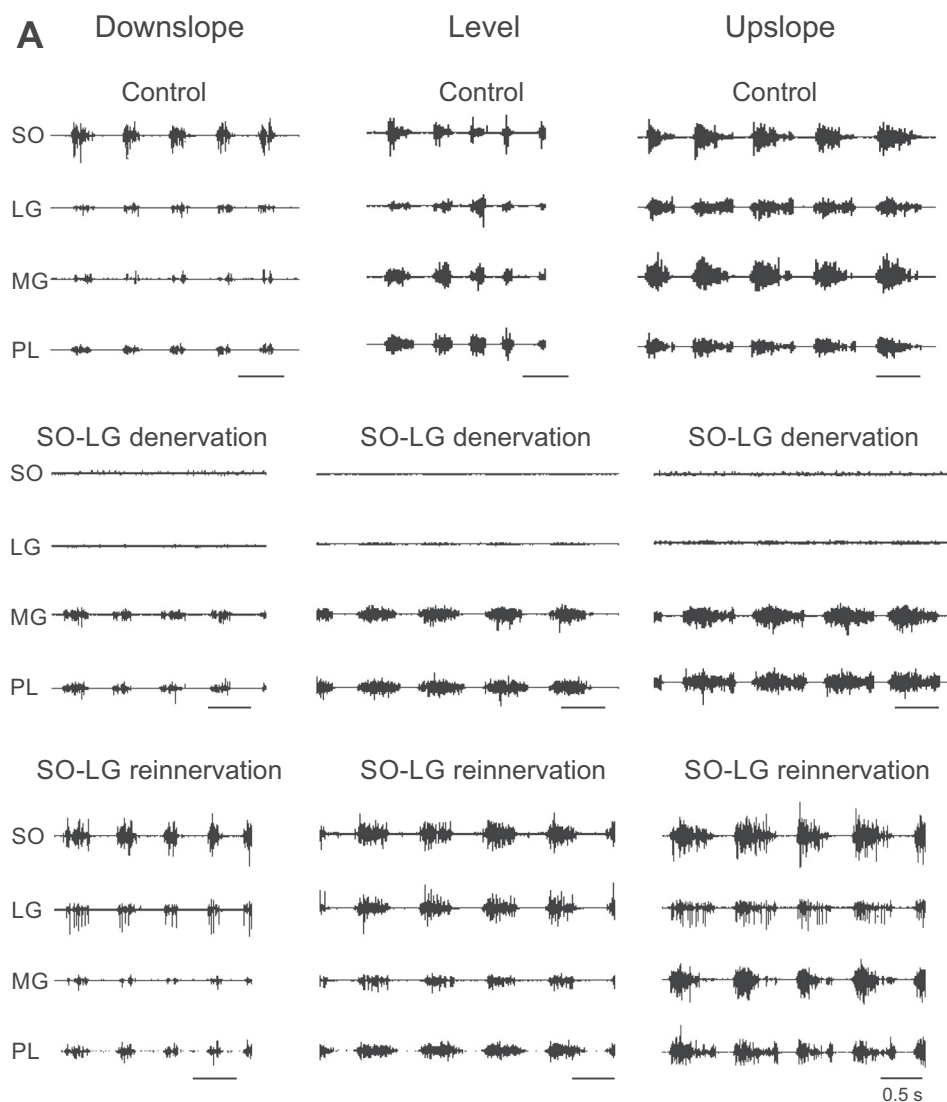 A Downslope Level Upslope
Control Control Control
SO
LG
MG
PL
SO-LG denervation SO-LG denervation SO-LG denervation
SO
LG
MG
PL
SO-LG reinnervation SO-LG reinnervation SO-LG reinnervation
SO
LG
MG
PL
0.5 s